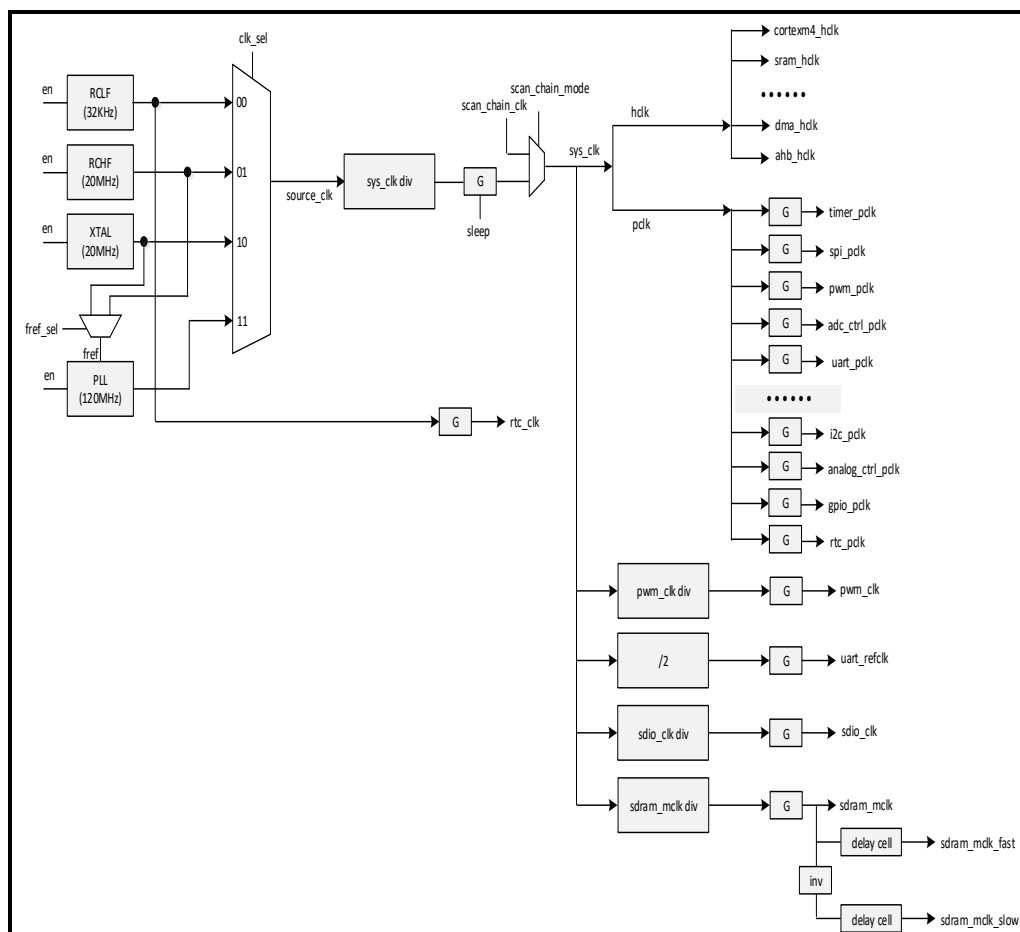 clk_sel
en
RCLF
(32KHz)
00
en
RCHF
(20MHz)
01
en
XTAL
(20MHz)
10
fref_sel
fref
en
PLL
(120MHz)
11
source_clk
sys_clk div
G
sleep
scan_chain_clk
scan_chain_mode
sys_clk
hclk
pclk
cortexm4_hclk
sram_hclk
......
dma_hclk
ahb_hclk
G
timer_pclk
G
spi_pclk
G
pwm_pclk
G
adc_ctrl_pclk
G
uart_pclk
......
G
i2c_pclk
G
analog_ctrl_pclk
G
gpio_pclk
G
rtc_pclk
G
rtc_clk
pwm_clk div
G
pwm_clk
/2
G
uart_refclk
sdio_clk div
G
sdio_clk
sdram_mclk div
G
sdram_mclk
delay cell
sdram_mclk_fast
inv
delay cell
sdram_mclk_slow